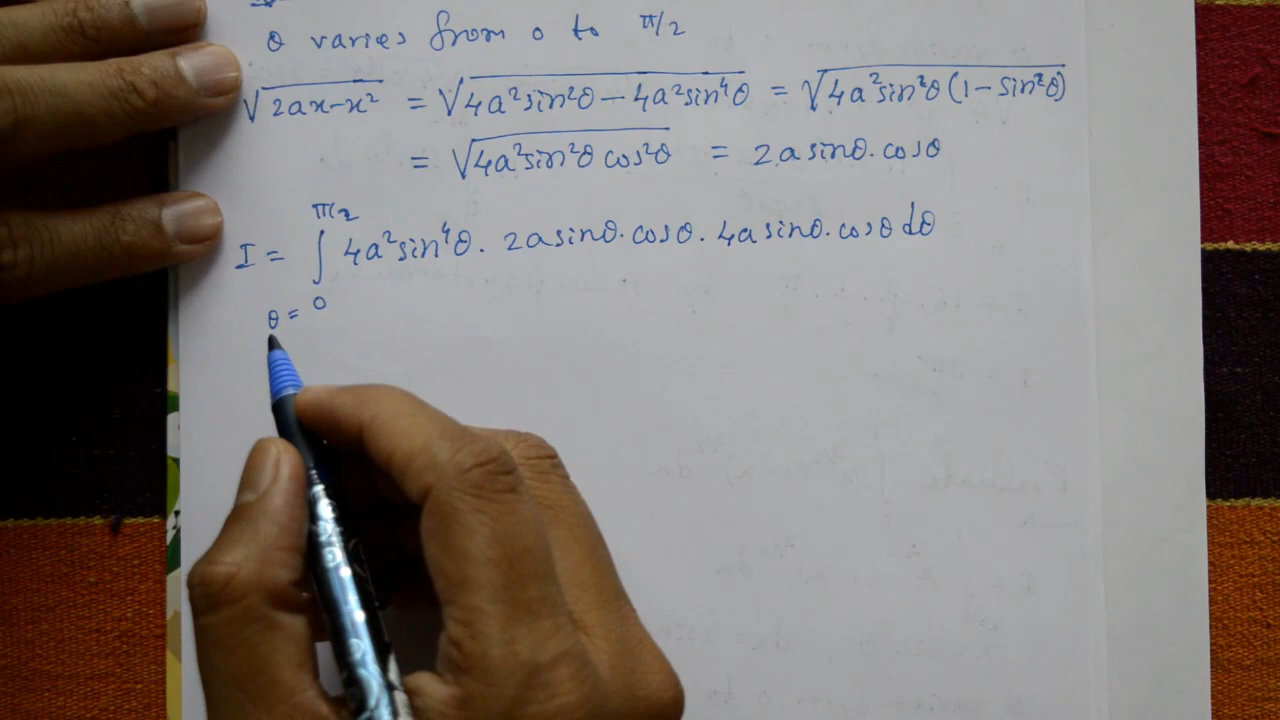 θ varies from 0 to π/2
√(2ax-x²) = √(4a²sin²θ - 4a²sin⁴θ) = √(4a²sin²θ(1-sin²θ))
= √(4a²sin²θ cos²θ) = 2a sinθ. cosθ
I = ∫ 4a²sin⁴θ. 2a sinθ. cosθ. 4a sinθ. cosθ dθ
π/2
θ = 0